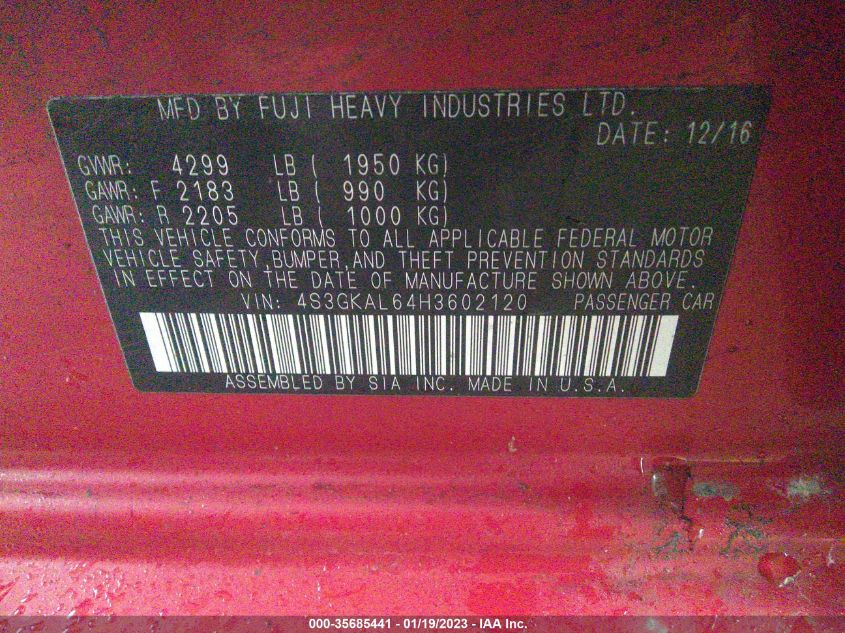 MFD BY FUJI HEAVY INDUSTRIES LTD.
DATE: 12/16
GVWR: 4299 LB ( 1950 KG)
GAWR: F 2183 LB ( 990 KG)
GAWR: R 2205 LB ( 1000 KG)
THIS VEHICLE CONFORMS TO ALL APPLICABLE FEDERAL MOTOR
VEHICLE SAFETY,BUMPER,AND THEFT PREVENTION STANDARDS
IN EFFECT ON THE DATE OF MANUFACTURE SHOWN ABOVE.
VIN: 4S3GKAL64H3602120 PASSENGER CAR
ASSEMBLED BY SIA INC. MADE IN U.S.A.
000-35685441 - 01/19/2023 - IAA Inc.